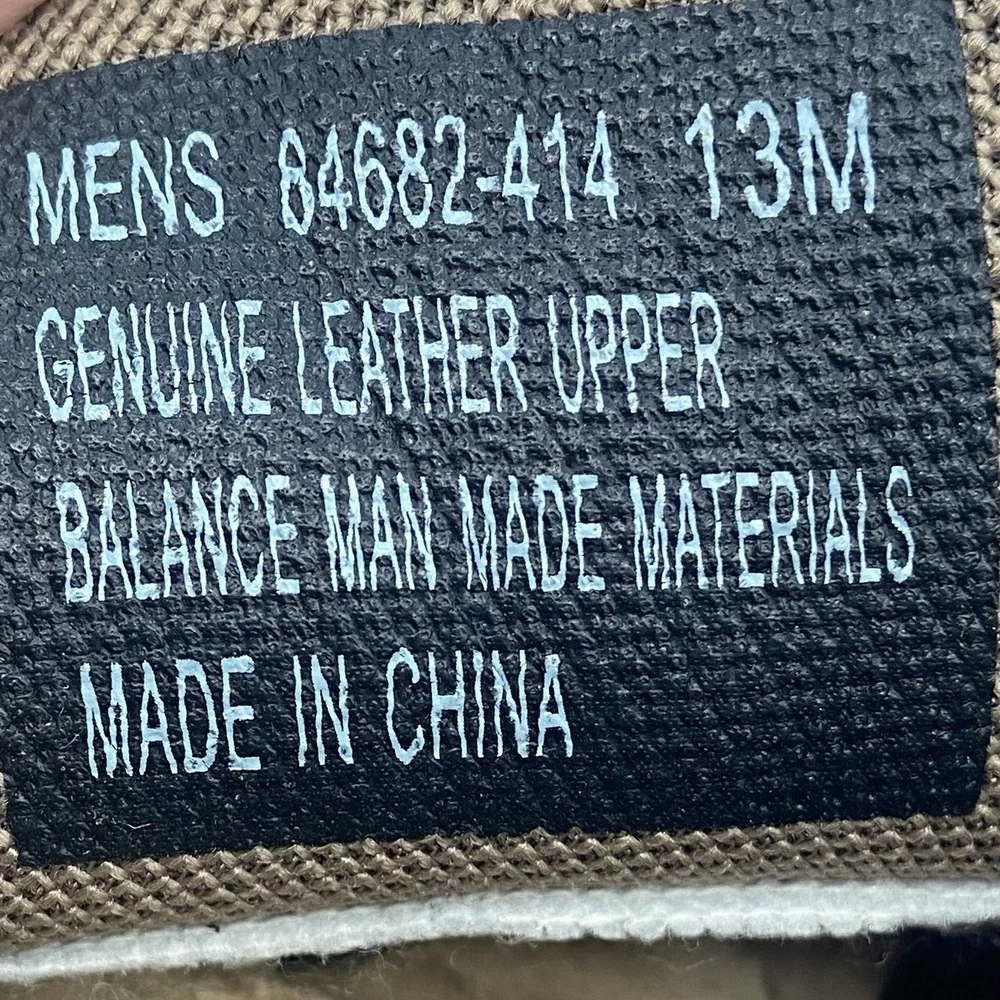 MENS 84682-414 13M
GENUINE LEATHER UPPER
BALANCE MAN MADE MATERIALS
MADE IN CHINA